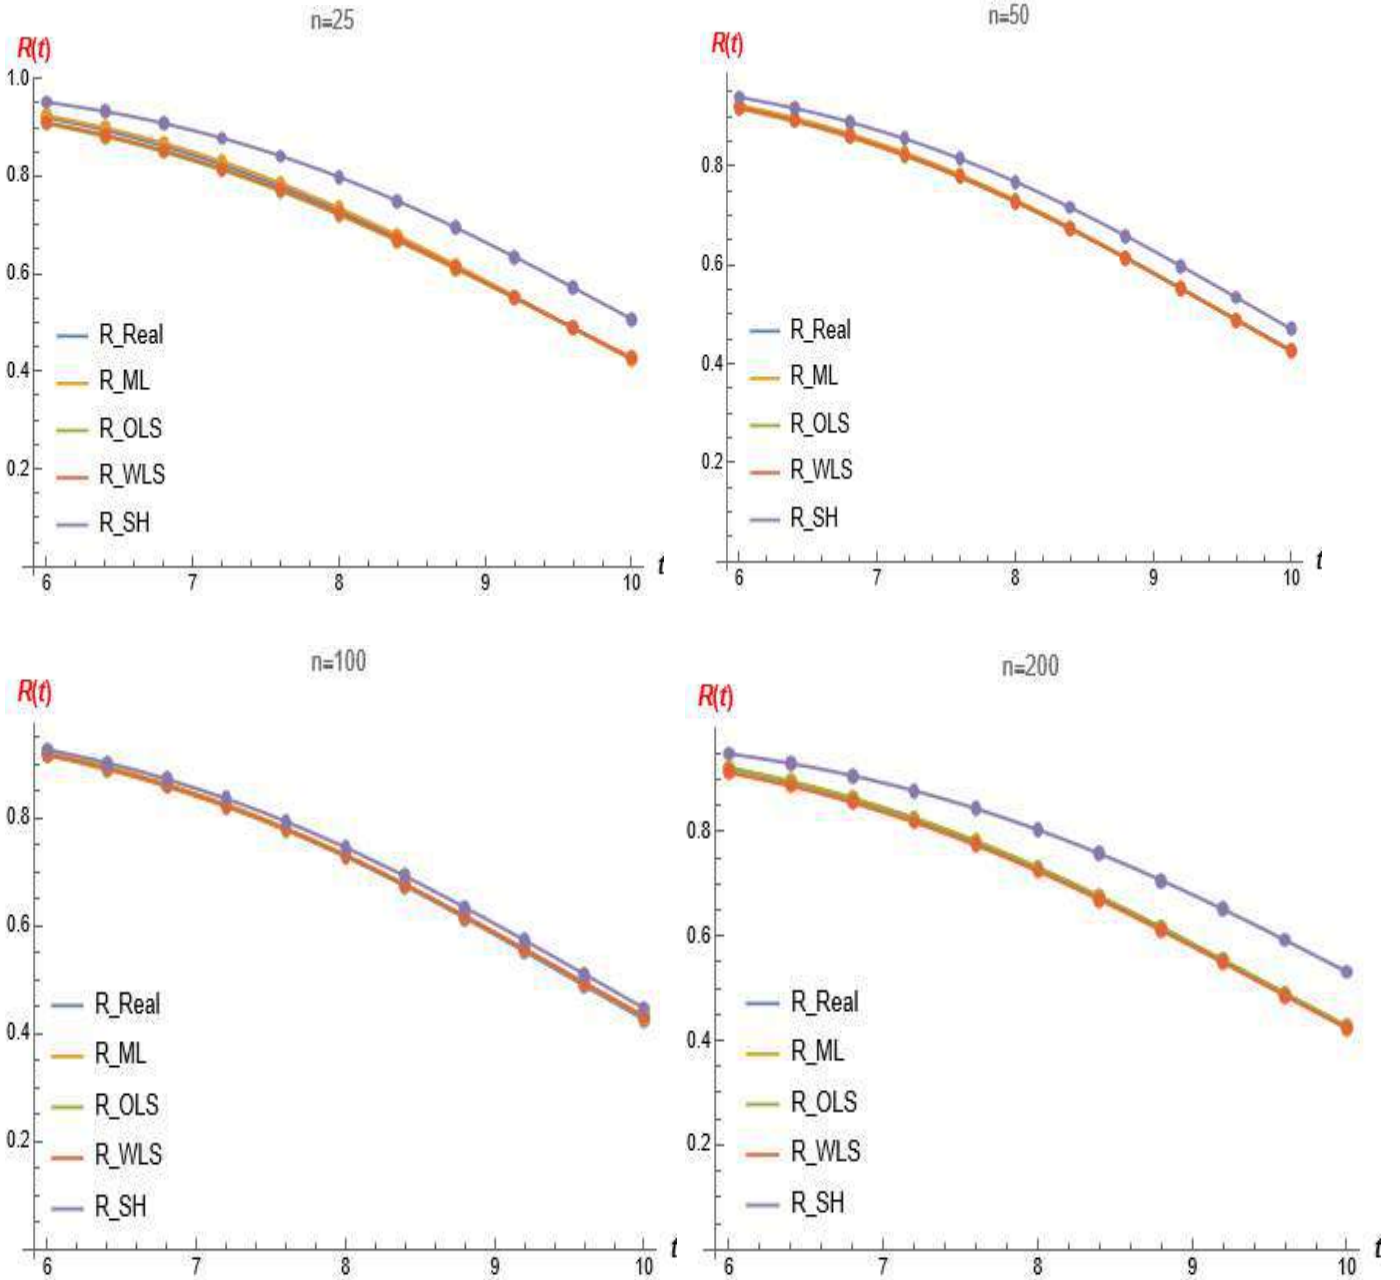 n=25
R(t)
1.0
0.8
0.6
0.4
0.2
R_Real
R_ML
R_OLS
R_WLS
R_SH
6 7 8 9 10 t
n=50
R(t)
0.8
0.6
0.4
0.2
R_Real
R_ML
R_OLS
R_WLS
R_SH
6 7 8 9 10 t
n=100
R(t)
0.8
0.6
0.4
0.2
R_Real
R_ML
R_OLS
R_WLS
R_SH
6 7 8 9 10 t
n=200
R(t)
0.8
0.6
0.4
0.2
R_Real
R_ML
R_OLS
R_WLS
R_SH
6 7 8 9 10 t